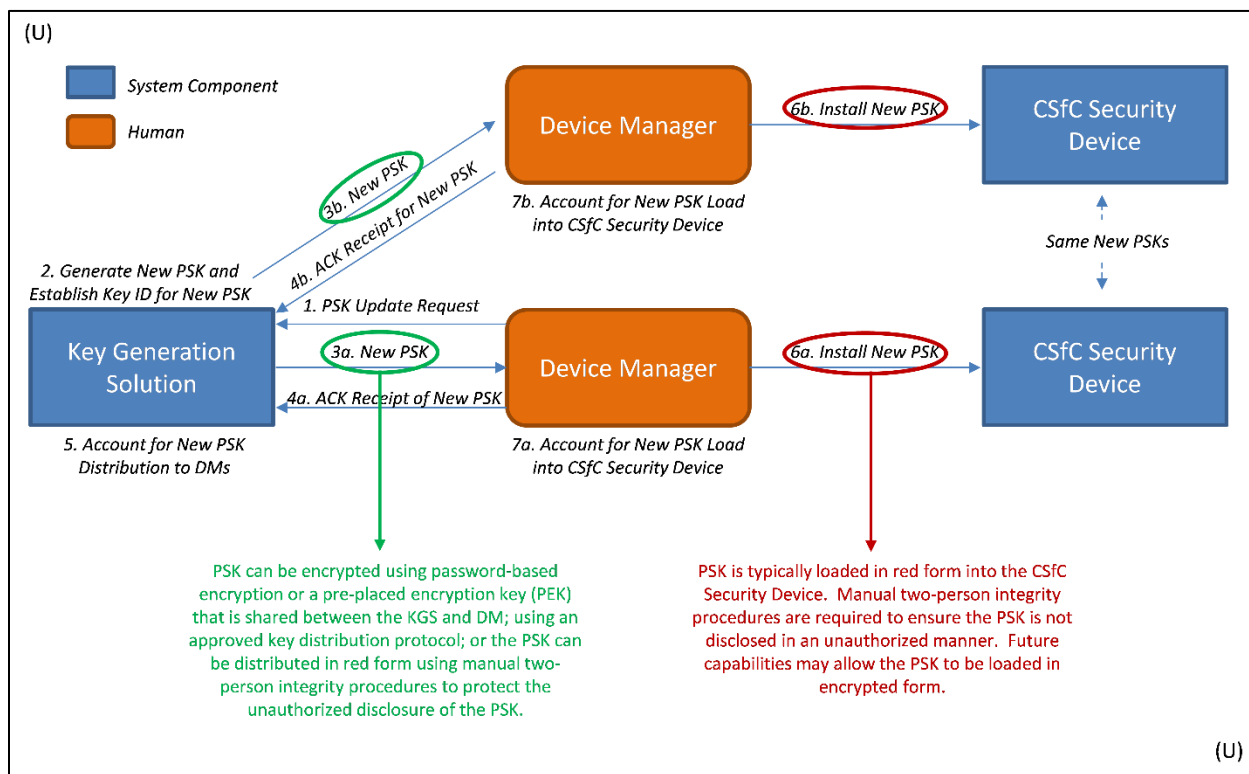 (U)
System Component
Human
Device Manager
6b. Install New PSK
CSfC Security
Device
3b. New PSK
4b. ACK Receipt for New PSK
7b. Account for New PSK Load
into CSfC Security Device
Same New PSKs
2. Generate New PSK and
Establish Key ID for New PSK
1. PSK Update Request
Key Generation
Solution
3a. New PSK
Device Manager
6a. Install New PSK
CSfC Security
Device
4a. ACK Receipt of New PSK
5. Account for New PSK
Distribution to DMs
7a. Account for New PSK Load
into CSfC Security Device
PSK can be encrypted using password-based
encryption or a pre-placed encryption key (PEK)
that is shared between the KGS and DM; using an
approved key distribution protocol; or the PSK can
be distributed in red form using manual two-
person integrity procedures to protect the
unauthorized disclosure of the PSK.
PSK is typically loaded in red form into the CSfC
Security Device.  Manual two-person integrity
procedures are required to ensure the PSK is not
disclosed in an unauthorized manner.  Future
capabilities may allow the PSK to be loaded in
encrypted form.
(U)